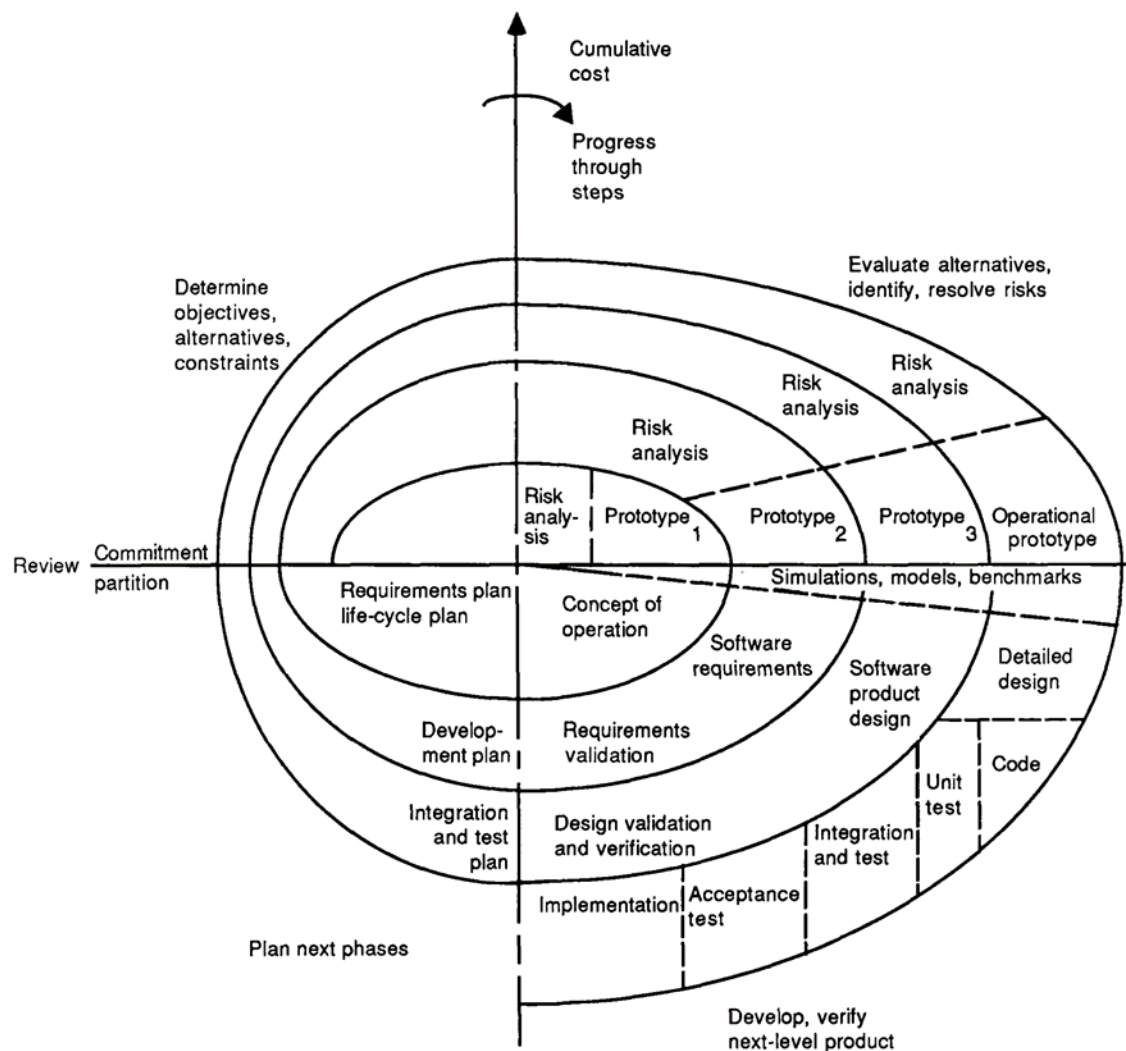 Cumulative
cost
Progress
through
steps
Evaluate alternatives,
identify, resolve risks
Determine
objectives,
alternatives,
constraints
Risk
analysis
Risk
analysis
Risk
analysis
Risk
analy-
sis
Prototype
1
Prototype
2
Prototype
3
Operational
prototype
Review
Commitment
partition
Simulations, models, benchmarks
Requirements plan
life-cycle plan
Concept of
operation
Software
requirements
Software
product
design
Detailed
design
Develop-
ment plan
Requirements
validation
Code
Unit
test
Integration
and test
plan
Design validation
and verification
Integration
and test
Acceptance
test
Implementation
Plan next phases
Develop, verify
next-level product